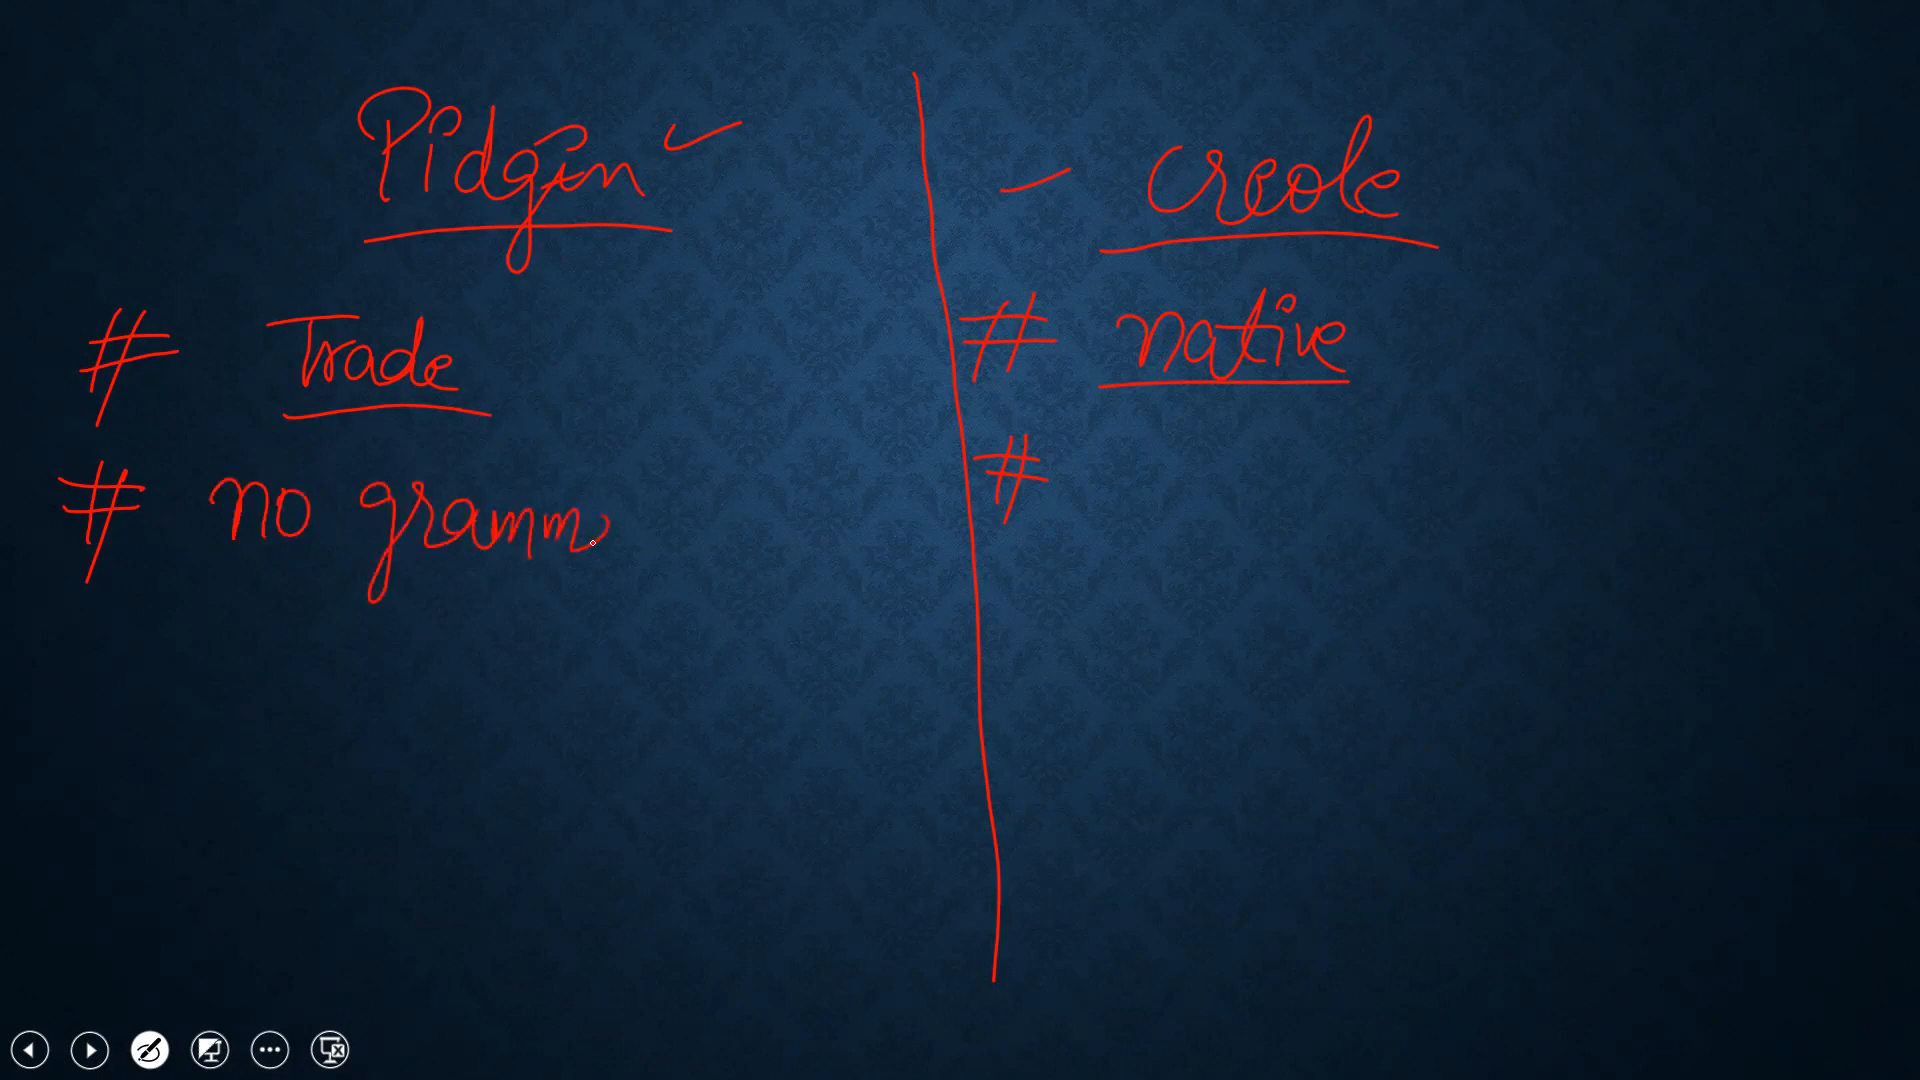 Pidgin
creole
# Trade
# native
# no gramm
#